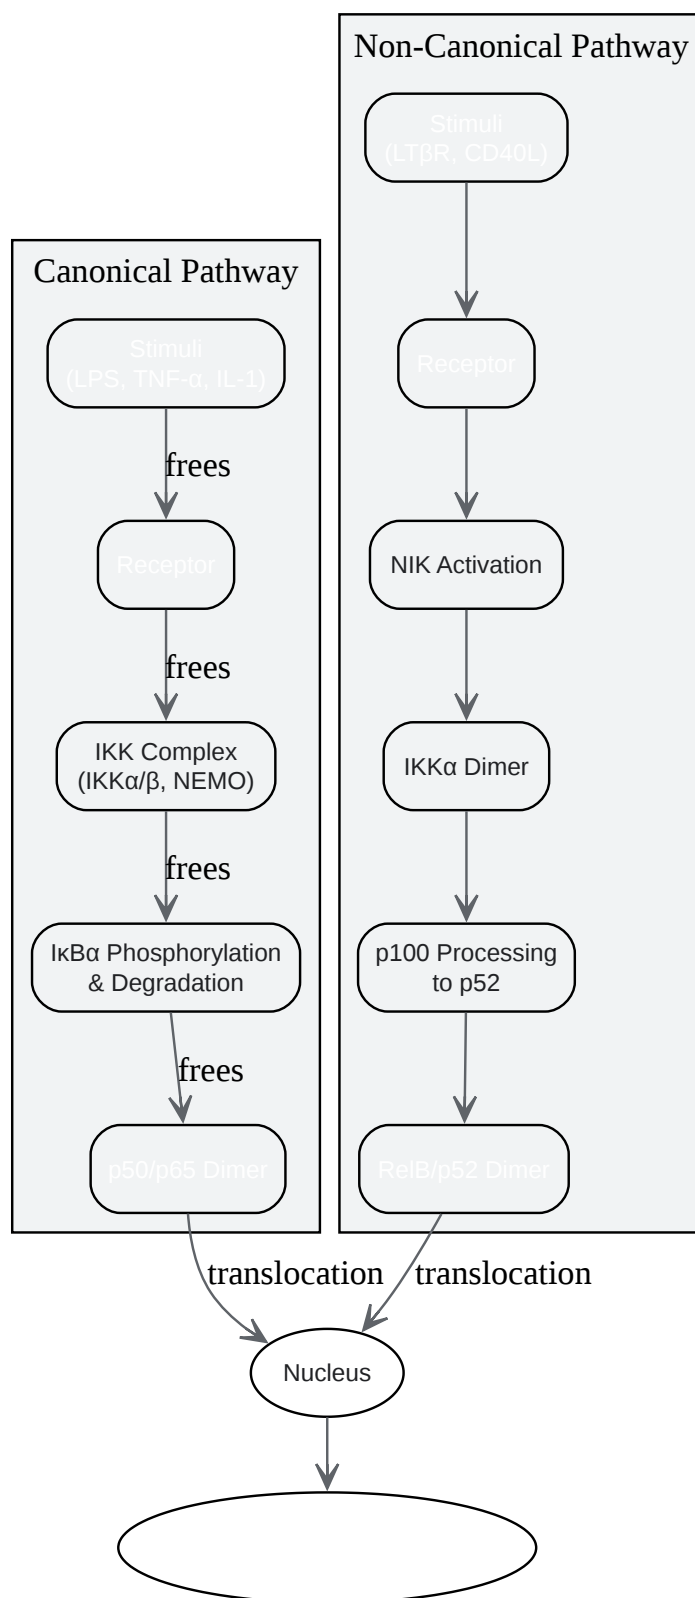 Non-Canonical Pathway
Stimuli
(LTβR, CD40L)
Receptor
NIK Activation
IKKα Dimer
p100 Processing
to p52
RelB/p52 Dimer
translocation
Canonical Pathway
Stimuli
(LPS, TNF-α, IL-1)
frees
Receptor
frees
IKK Complex
(IKKα/β, NEMO)
frees
IκBα Phosphorylation
& Degradation
frees
p50/p65 Dimer
translocation
Nucleus